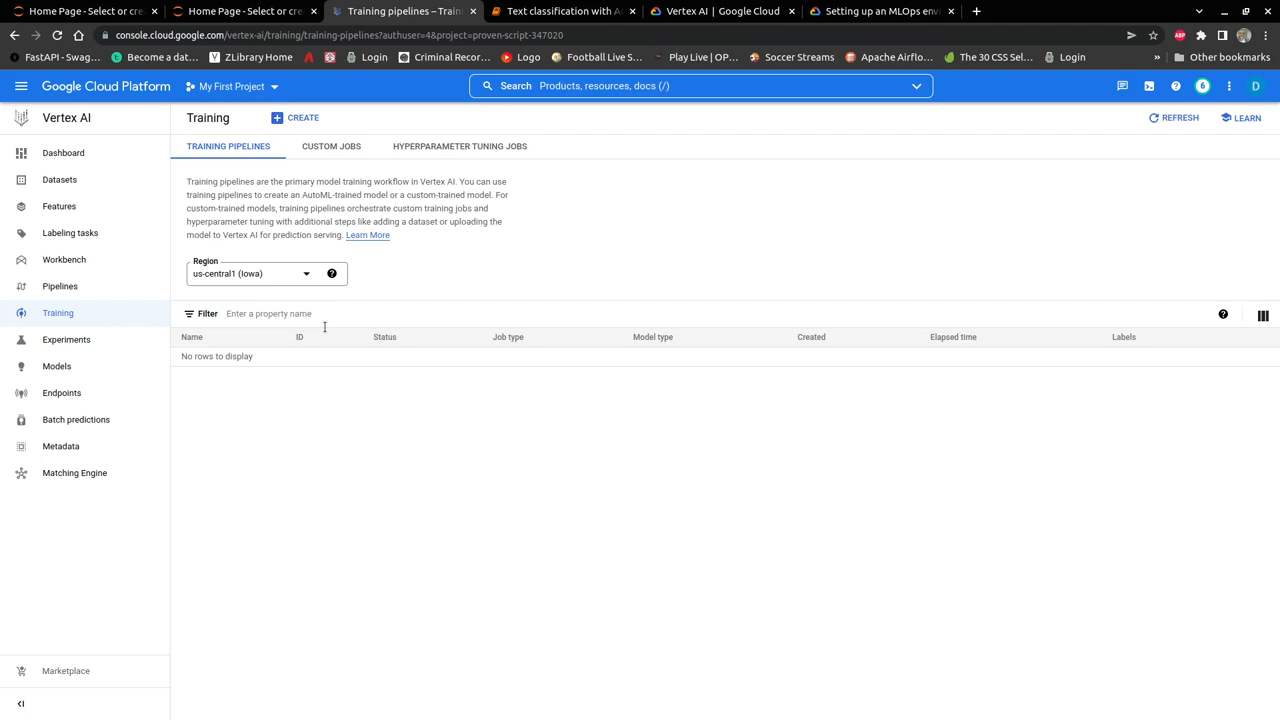 Home Page - Select or cre
Home Page - Select or cre
Training pipelines – Train
Text classification with A
Vertex AI | Google Cloud
Setting up an MLOps env
console.cloud.google.com/vertex-ai/training/training-pipelines?authuser=4&project=proven-script-347020
ABP
FastAPI - Swag...
Become a dat...
ZLibrary Home
Login
Criminal Recor...
Logo
Football Live S...
Play Live | OP...
Soccer Streams
Apache Airflo...
The 30 CSS Sel...
Login
»
Other bookmarks
Google Cloud Platform
My First Project
Search Products, resources, docs (/)
6
D
Vertex AI
Training
CREATE
REFRESH
LEARN
Dashboard
Datasets
Features
Labeling tasks
Workbench
Pipelines
Training
Experiments
Models
Endpoints
Batch predictions
Metadata
Matching Engine
Marketplace
TRAINING PIPELINES
CUSTOM JOBS
HYPERPARAMETER TUNING JOBS
Training pipelines are the primary model training workflow in Vertex AI. You can use
training pipelines to create an AutoML-trained model or a custom-trained model. For
custom-trained models, training pipelines orchestrate custom training jobs and
hyperparameter tuning with additional steps like adding a dataset or uploading the
model to Vertex AI for prediction serving. Learn More
Region
us-central1 (Iowa)
Filter Enter a property name
Name ID Status Job type Model type Created Elapsed time Labels
No rows to display